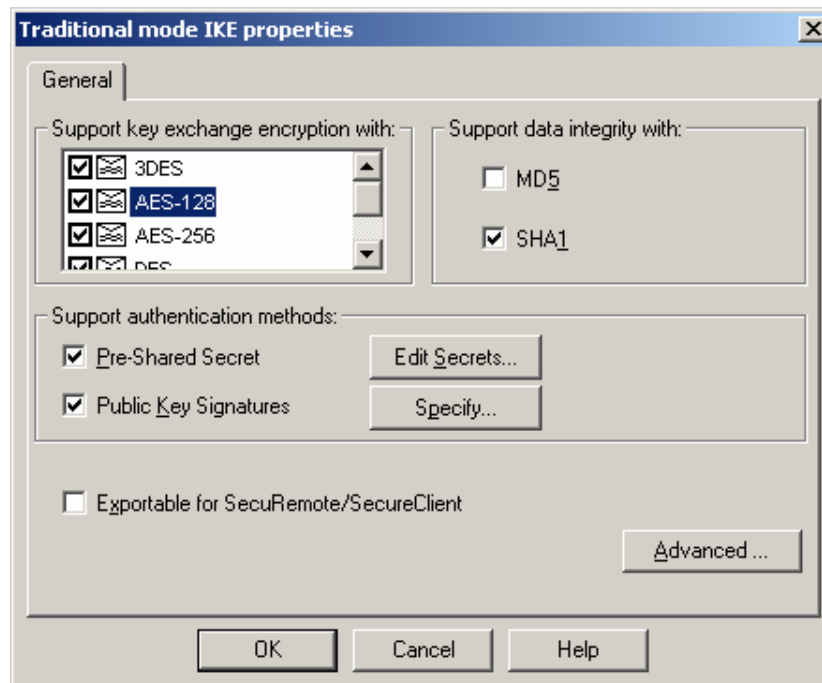 Traditional mode IKE properties
General
Support key exchange encryption with:
3DES
AES-128
AES-256
DES
Support data integrity with:
MD5
SHA1
Support authentication methods:
Pre-Shared Secret
Edit Secrets...
Public Key Signatures
Specify...
Exportable for SecuRemote/SecureClient
Advanced ...
OK
Cancel
Help